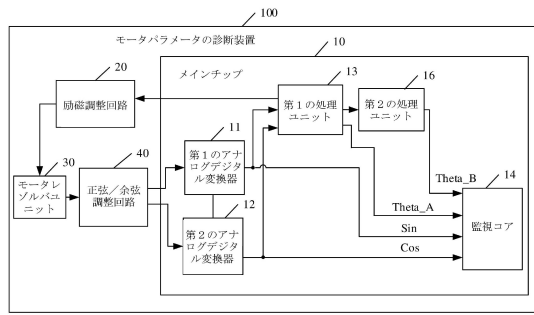 100
モータパラメータの診断装置
10
メインチップ
20
励磁調整回路
13
第1の処理
ユニット
16
第2の処理
ユニット
11
第1のアナ
ログデジタ
ル変換器
30
モータレ
ゾルバユ
ニット
40
正弦/余弦
調整回路
12
第2のアナ
ログデジタ
ル変換器
Theta_B
14
Theta_A
監視コア
Sin
Cos